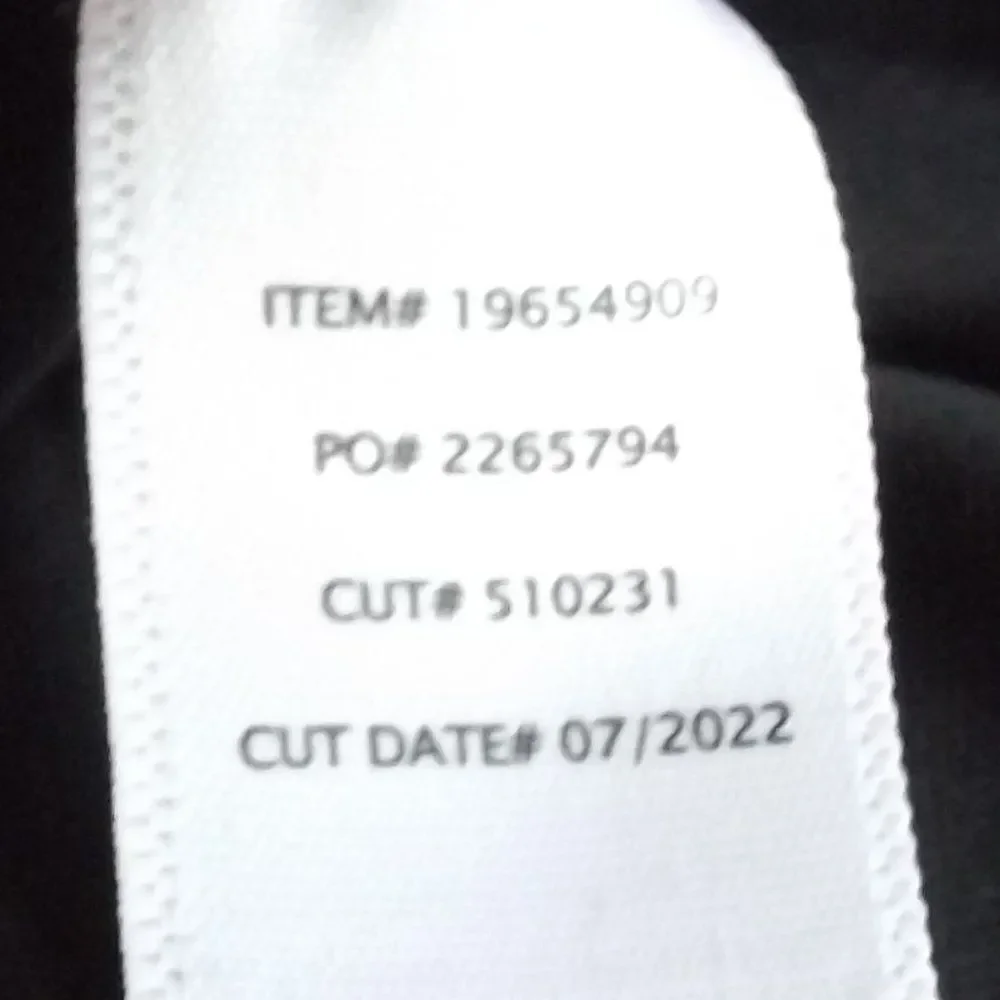 ITEM# 19654909
PO# 2265794
CUT# 510231
CUT DATE# 07/2022